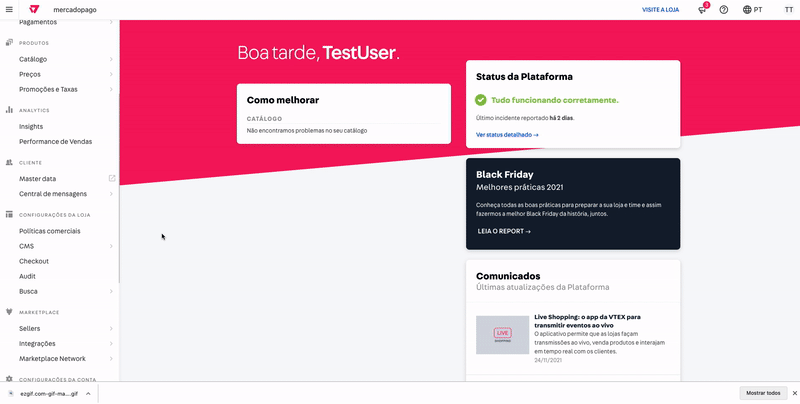 mercadopago
VISITE A LOJA
3
PT
TT
Pagamentos
PRODUTOS
Catálogo
Preços
Promoções e Taxas
ANALYTICS
Insights
Performance de Vendas
CLIENTE
Master data
Central de mensagens
CONFIGURAÇÕES DA LOJA
Políticas comerciais
CMS
Checkout
Audit
Busca
MARKETPLACE
Sellers
Integrações
Marketplace Network
CONFIGURAÇÕES DA CONTA
Boa tarde, TestUser.
Como melhorar
CATÁLOGO
Não encontramos problemas no seu catálogo
Status da Plataforma
Tudo funcionando corretamente.
Último incidente reportado há 2 dias.
Ver status detalhado →
Black Friday
Melhores práticas 2021
Conheça todas as boas práticas para preparar a sua loja e time e assim
fazermos a melhor Black Friday da história, juntos.
LEIA O REPORT →
Comunicados
Últimas atualizações da Plataforma
LIVE
Live Shopping: o app da VTEX para
transmitir eventos ao vivo
O aplicativo permite que as lojas façam
transmissões ao vivo, venda produtos e interajam
em tempo real com os clientes.
24/11/2021
ezgif.com-gif-ma....gif
Mostrar todos